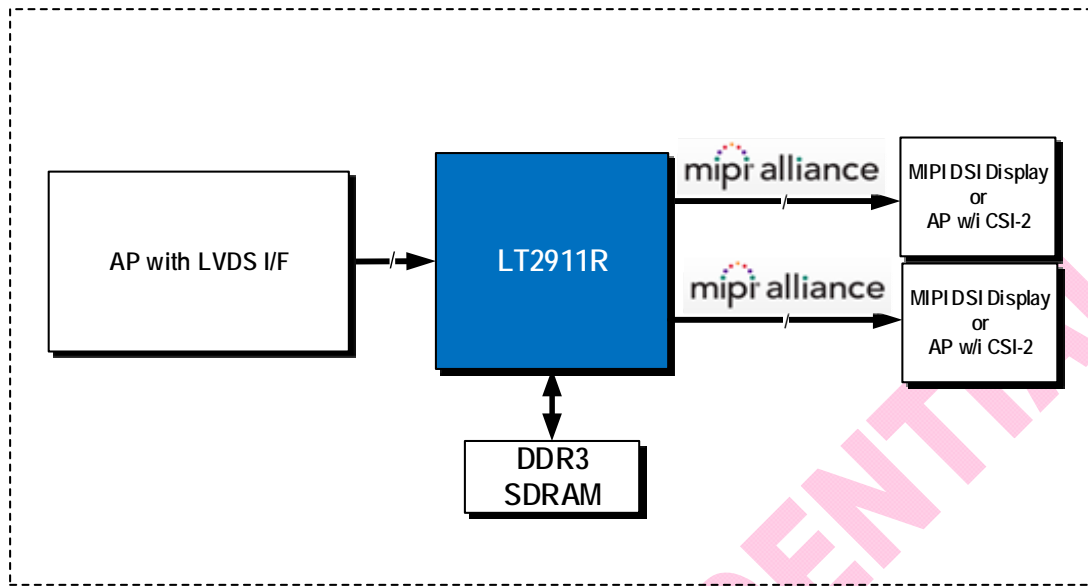 mipi alliance
MIPI DSI Display
or
AP w/i CSI-2
AP with LVDS I/F
LT2911R
mipi alliance
MIPI DSI Display
or
AP w/i CSI-2
DDR3
SDRAM
ENTIA